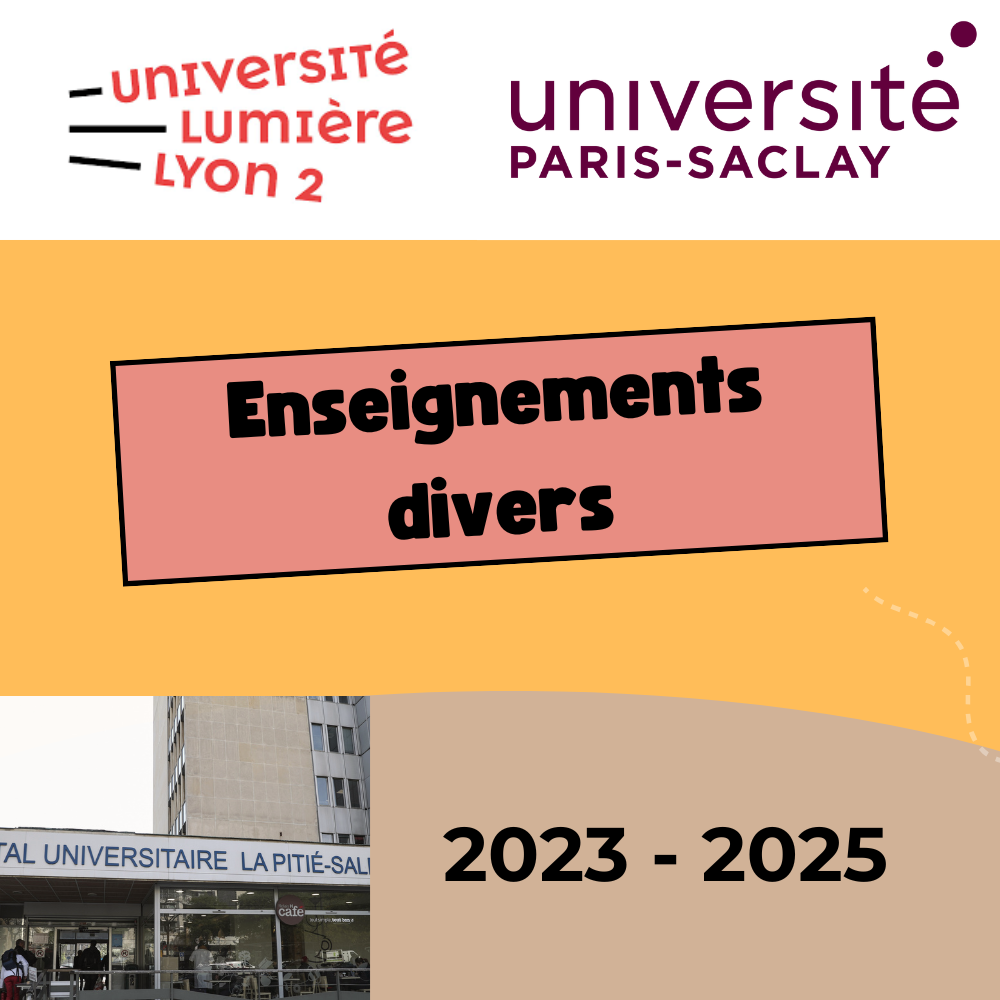 université
LUMIÈRE
LYON 2
université
PARIS-SACLAY
Enseignements
divers
TAL UNIVERSITAIRE LA PITIÉ-SAL
café
2023 - 2025